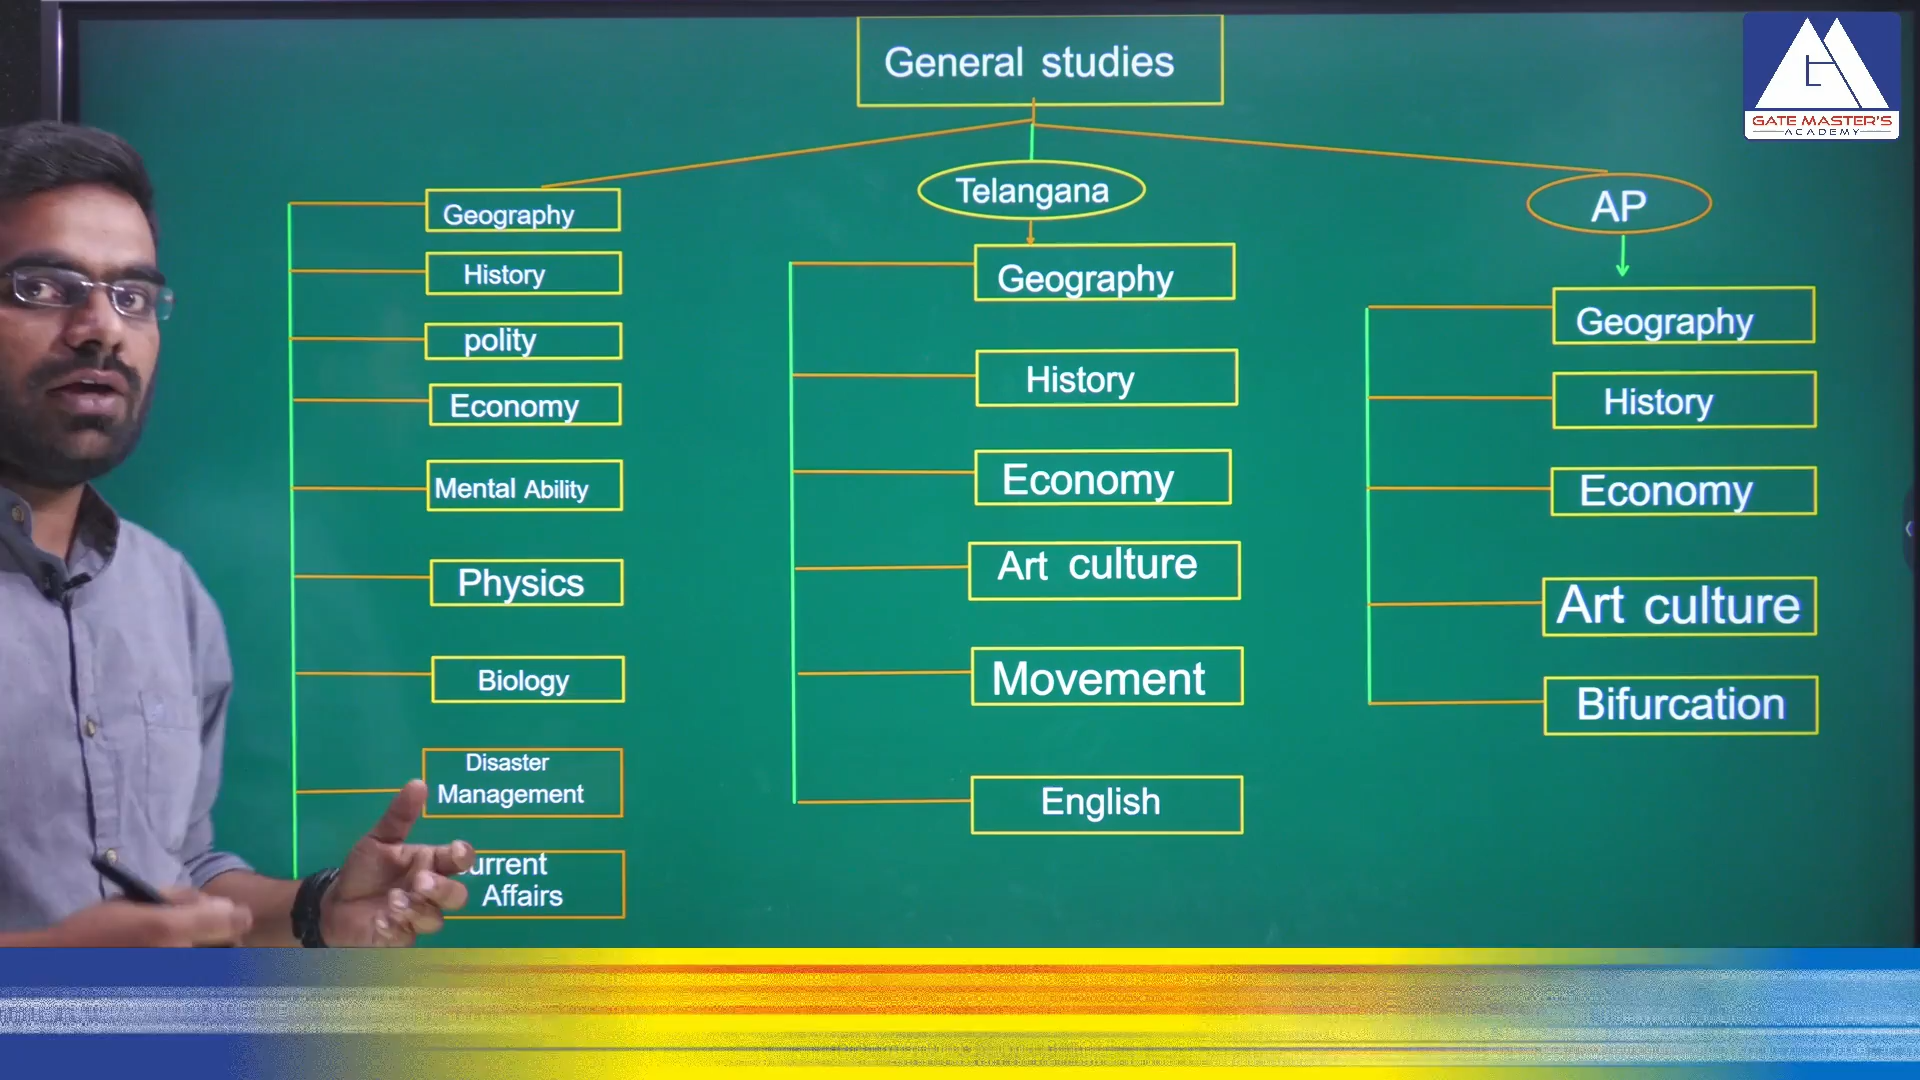 General studies
GATE MASTER'S
ACADEMY
Geography
History
polity
Economy
Mental Ability
Physics
Biology
Disaster
Management
urrent
Affairs
Telangana
Geography
History
Economy
Art culture
Movement
English
AP
Geography
History
Economy
Art culture
Bifurcation